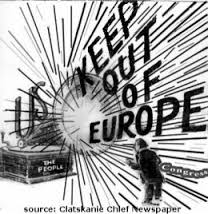 KEEP
OUT
OF
EUROPE
US
THE
PEOPLE
Congress
source: Clatskanie Chief Newspaper